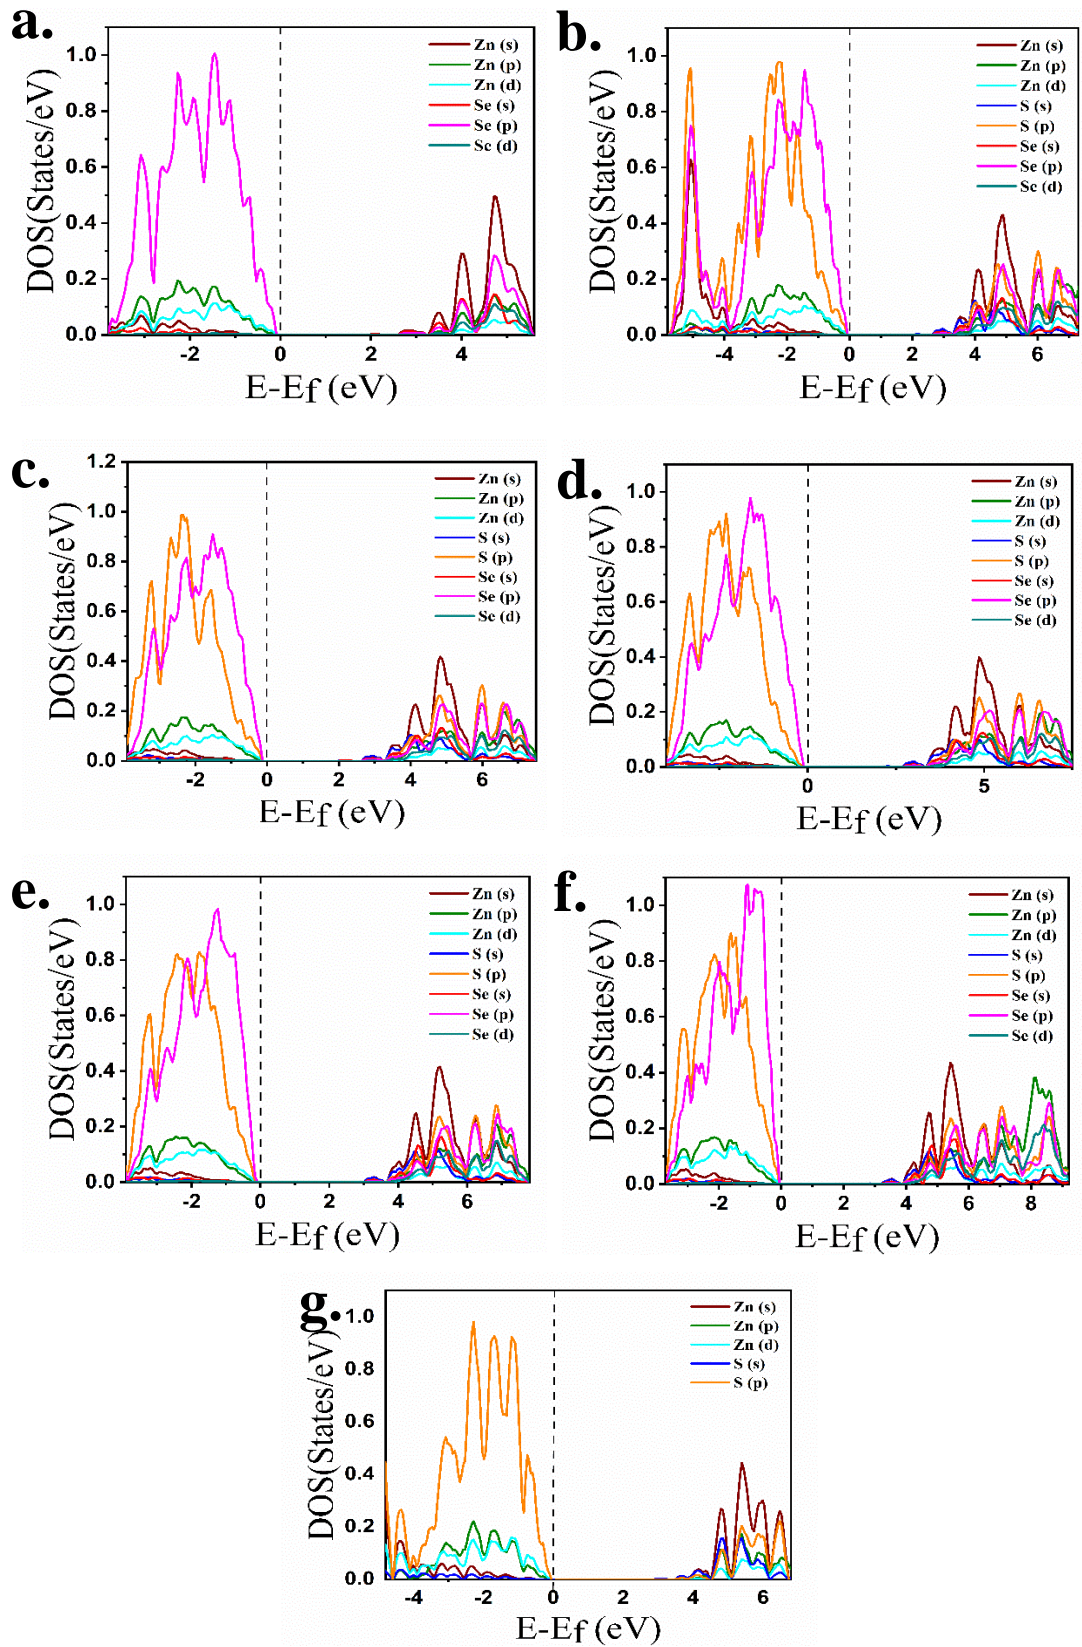 a.
DOS(States/eV)
1.0
0.8
0.6
0.4
0.2
0.0
-2
0
2
4
E-Ef (eV)
Zn (s)
Zn (p)
Zn (d)
Se (s)
Se (p)
Sc (d)
b.
DOS(States/eV)
1.0
0.8
0.6
0.4
0.2
0.0
-4
-2
0
2
4
6
E-Ef (eV)
Zn (s)
Zn (p)
Zn (d)
S (s)
S (p)
Se (s)
Se (p)
Sc (d)
c.
DOS(States/eV)
1.2
1.0
0.8
0.6
0.4
0.2
0.0
-2
0
2
4
6
E-Ef (eV)
Zn (s)
Zn (p)
Zn (d)
S (s)
S (p)
Sc (s)
Se (p)
Sc (d)
d.
DOS(States/eV)
1.0
0.8
0.6
0.4
0.2
0.0
0
5
E-Ef (eV)
Zn (s)
Zn (p)
Zn (d)
S (s)
S (p)
Se (s)
Se (p)
Se (d)
e.
DOS(States/eV)
1.0
0.8
0.6
0.4
0.2
0.0
-2
0
2
4
6
E-Ef (eV)
Zn (s)
Zn (p)
Zn (d)
S (s)
S (p)
Se (s)
Se (p)
Se (d)
f.
DOS(States/eV)
1.0
0.8
0.6
0.4
0.2
0.0
-2
0
2
4
6
8
E-Ef (eV)
Zn (s)
Zn (p)
Zn (d)
S (s)
S (p)
Se (s)
Se (p)
Se (d)
g.
DOS(States/eV)
1.0
0.8
0.6
0.4
0.2
0.0
-4
-2
0
2
4
6
E-Ef (eV)
Zn (s)
Zn (p)
Zn (d)
S (s)
S (p)